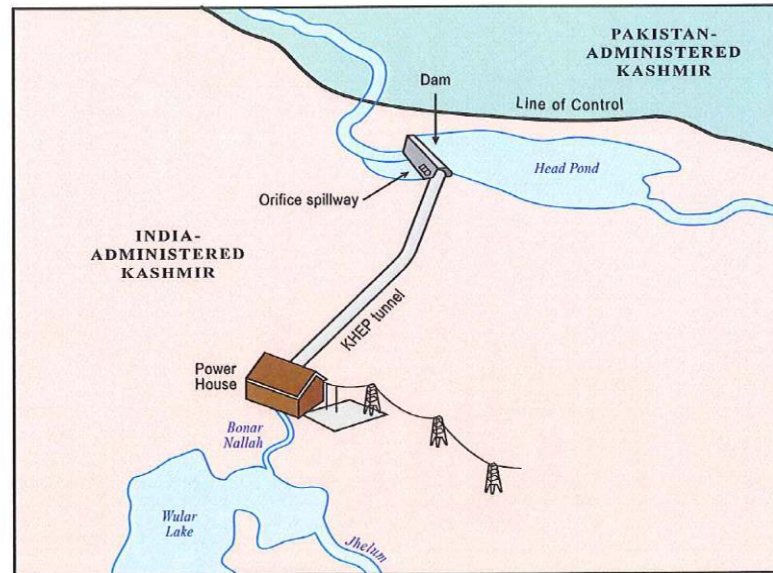 PAKISTAN-
ADMINISTERED
KASHMIR
Dam
Line of Control
Head Pond
Orifice spillway
INDIA-
ADMINISTERED
KASHMIR
KHEP tunnel
Power
House
Bonar
Nallah
Wular
Lake
Jhelum